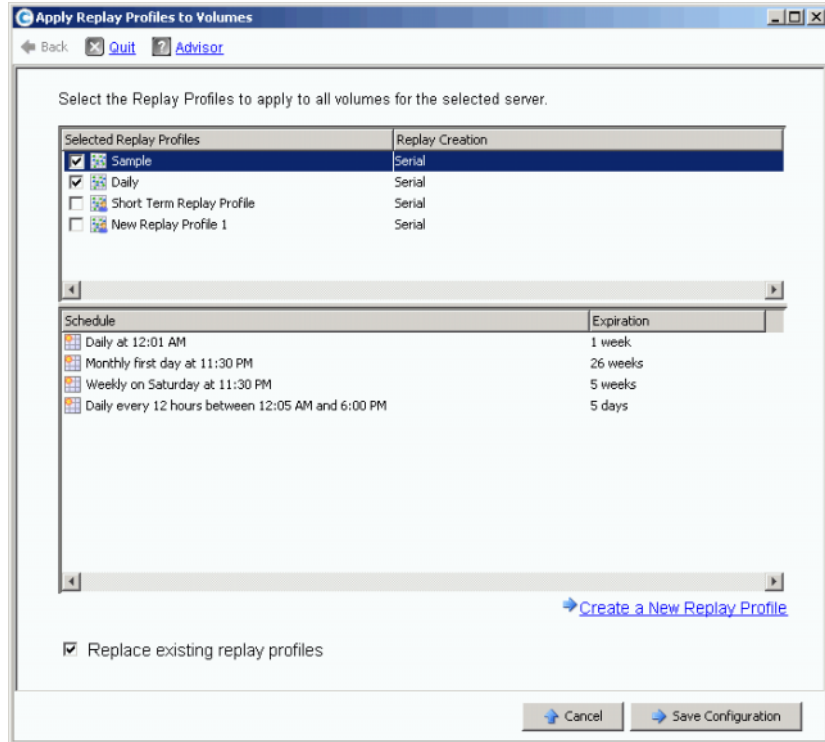 Apply Replay Profiles to Volumes
Back Quit ? Advisor
Select the Replay Profiles to apply to all volumes for the selected server.
Selected Replay Profiles Replay Creation
Sample Serial
Daily Serial
Short Term Replay Profile Serial
New Replay Profile 1 Serial
Schedule Expiration
Daily at 12:01 AM 1 week
Monthly first day at 11:30 PM 26 weeks
Weekly on Saturday at 11:30 PM 5 weeks
Daily every 12 hours between 12:05 AM and 6:00 PM 5 days
Create a New Replay Profile
Replace existing replay profiles
Cancel Save Configuration